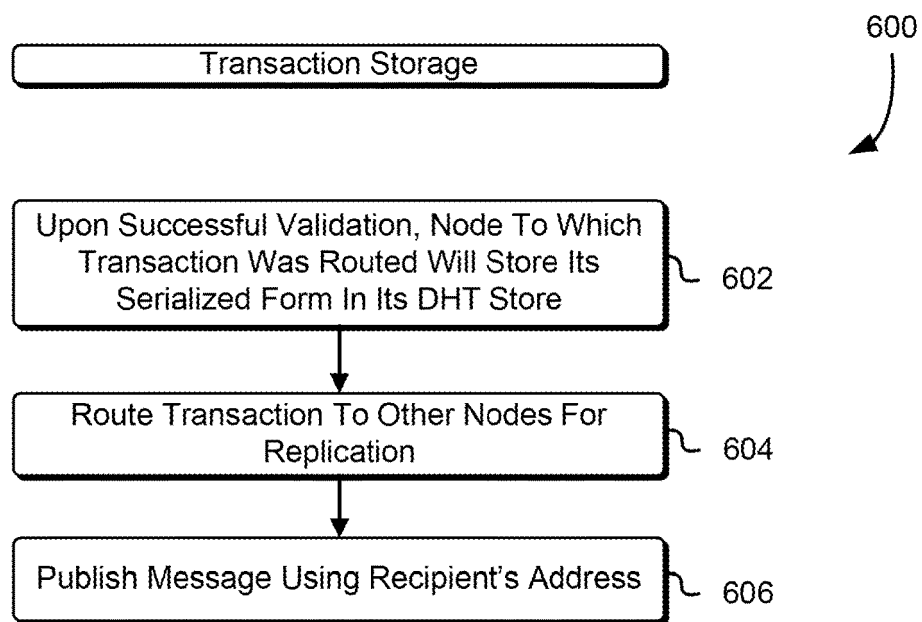 600
Transaction Storage
Upon Successful Validation, Node To Which
Transaction Was Routed Will Store Its
Serialized Form In Its DHT Store
602
Route Transaction To Other Nodes For
Replication
604
Publish Message Using Recipient's Address
606